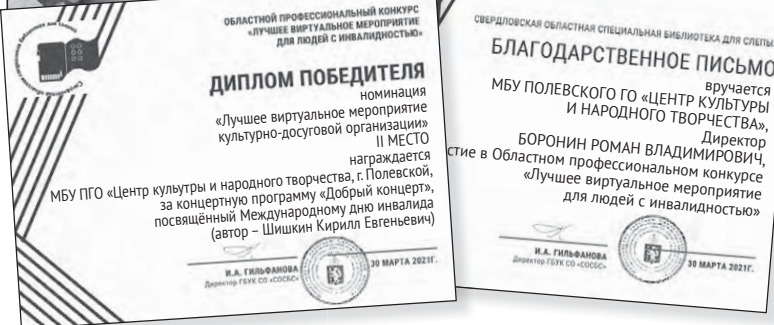 ОБЛАСТНОЙ ПРОФЕССИОНАЛЬНЫЙ КОНКУРС
«ЛУЧШЕЕ ВИРТУАЛЬНОЕ МЕРОПРИЯТИЕ
ДЛЯ ЛЮДЕЙ С ИНВАЛИДНОСТЬЮ»
ДИПЛОМ ПОБЕДИТЕЛЯ
номинация
«Лучшее виртуальное мероприятие
культурно-досуговой организации»
II МЕСТО
награждается
МБУ ПГО «Центр кульутры и народного творчества, г. Полевской,
за концертную программу «Добрый концерт»,
посвящённый Международному дню инвалида
(автор – Шишкин Кирилл Евгеньевич)
И.А. ГИЛЬФАНОВА
Директор ГБУК СО «СОСБС»
30 МАРТА 2021Г.
СВЕРДЛОВСКАЯ ОБЛАСТНАЯ СПЕЦИАЛЬНАЯ БИБЛИОТЕКА ДЛЯ СЛЕПЫ
БЛАГОДАРСТВЕННОЕ ПИСЬМО
вручается
МБУ ПОЛЕВСКОГО ГО «ЦЕНТР КУЛЬТУРЫ
И НАРОДНОГО ТВОРЧЕСТВА»,
Директор
БОРОНИН РОМАН ВЛАДИМИРОВИЧ,
стие в Областном профессиональном конкурсе
«Лучшее виртуальное мероприятие
для людей с инвалидностью»
И.А. ГИЛЬФАНОВА
Директор ГБУК СО «СОСБС»
30 МАРТА 2021Г.